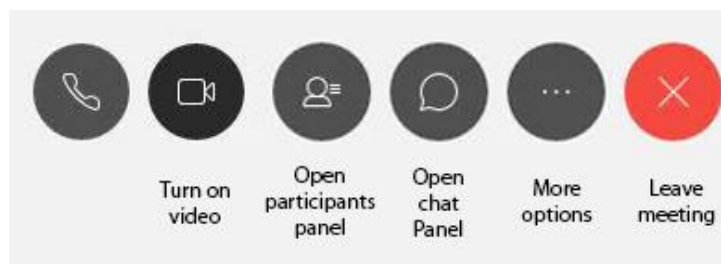 Turn on
video
Open
participants
panel
Open
chat
Panel
More
options
Leave
meeting